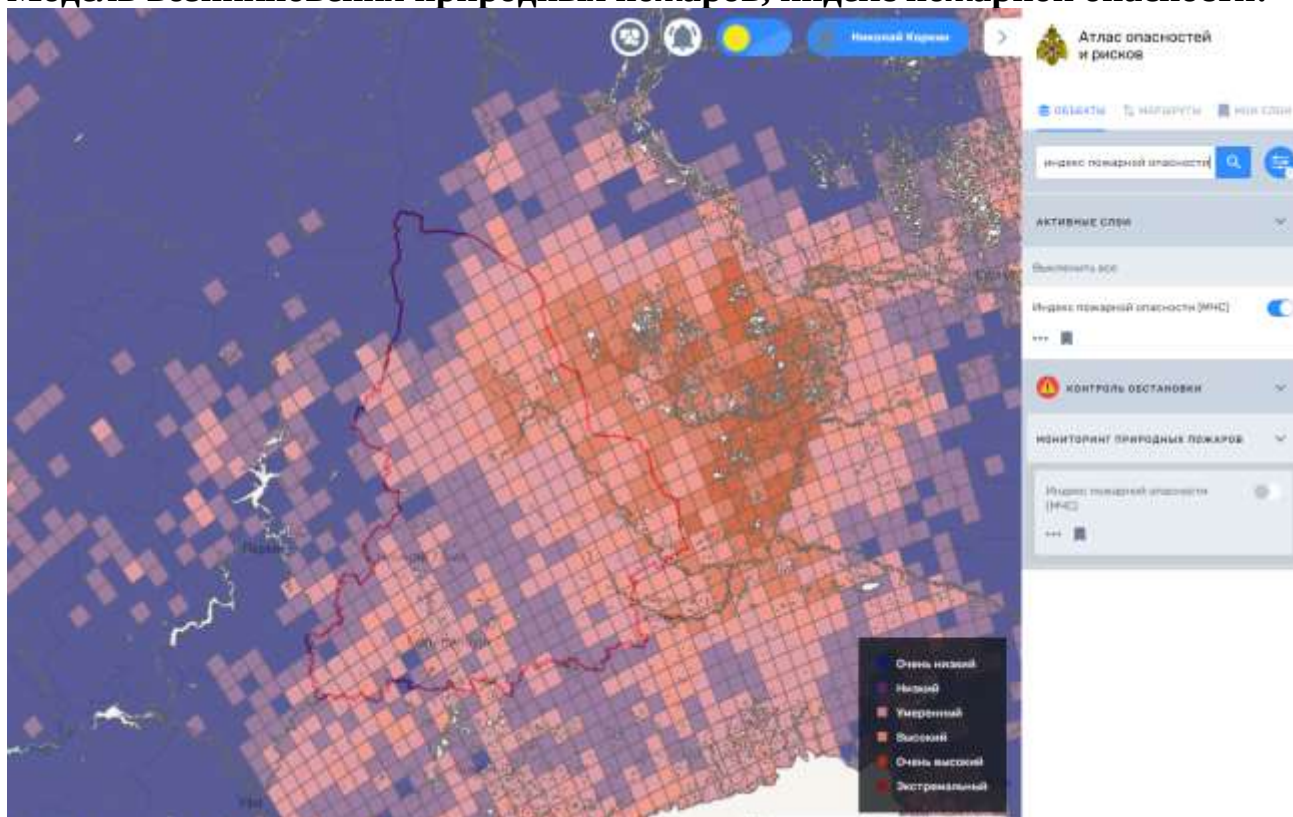 Модель возникновения природных пожаров, индекс пожарной опасности.
Атлас опасностей
и рисков
ОБЪЕКТЫ
МАРШРУТЫ
МОИ СЛОИ
индекс пожарной опасности
АКТИВНЫЕ СЛОИ
Выключить все
Индекс пожарной опасности (МЧС)
КОНТРОЛЬ ОБСТАНОВКИ
МОНИТОРИНГ ПРИРОДНЫХ ПОЖАРОВ
Индекс пожарной опасности
(МЧС)
Очень низкий
Низкий
Умеренный
Высокий
Очень высокий
Экстремальный
Николай
Уфа